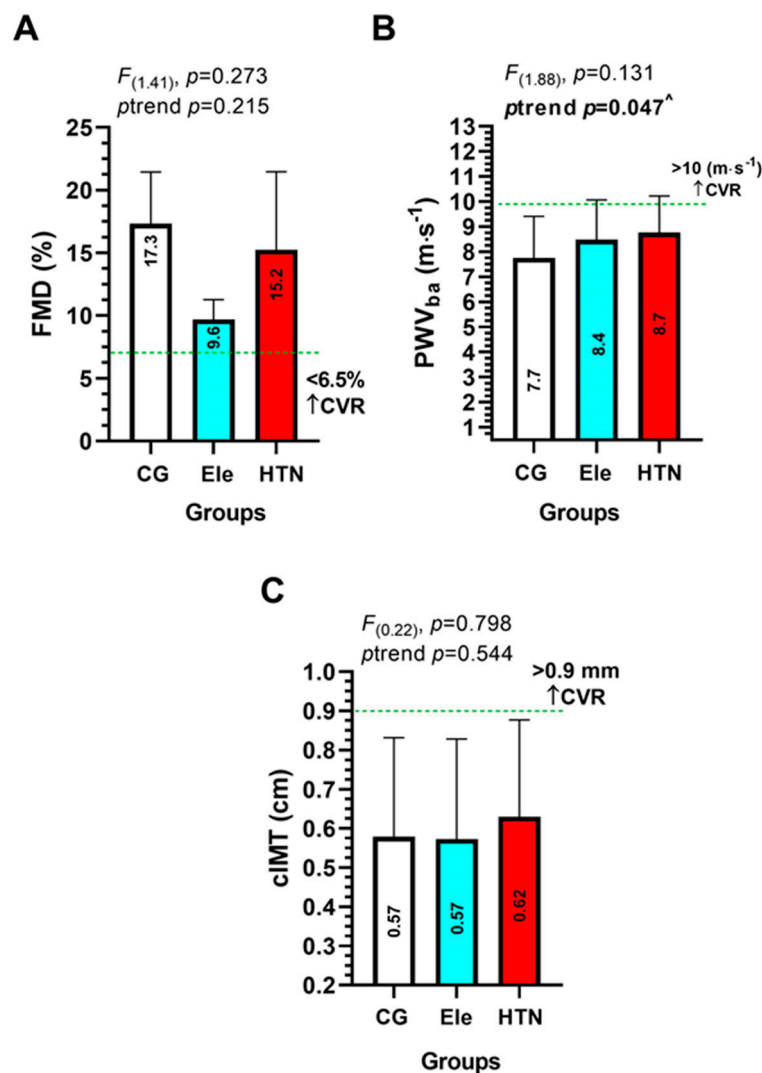 A
F(1.41), p=0.273
ptrend p=0.215
25
20
15
10
5
0
FMD (%)
17.3
9.6
15.2
<6.5%
↑CVR
CG Ele HTN
Groups
B
F(1.88), p=0.131
ptrend p=0.047^
13
12
11
10
9
8
7
6
5
4
3
2
1
PWVba (m·s-1)
>10 (m·s-1)
↑CVR
7.7
8.4
8.7
CG Ele HTN
Groups
C
F(0.22), p=0.798
ptrend p=0.544
>0.9 mm
↑CVR
1.0
0.9
0.8
0.7
0.6
0.5
0.4
0.3
0.2
cIMT (cm)
0.57
0.57
0.62
CG Ele HTN
Groups